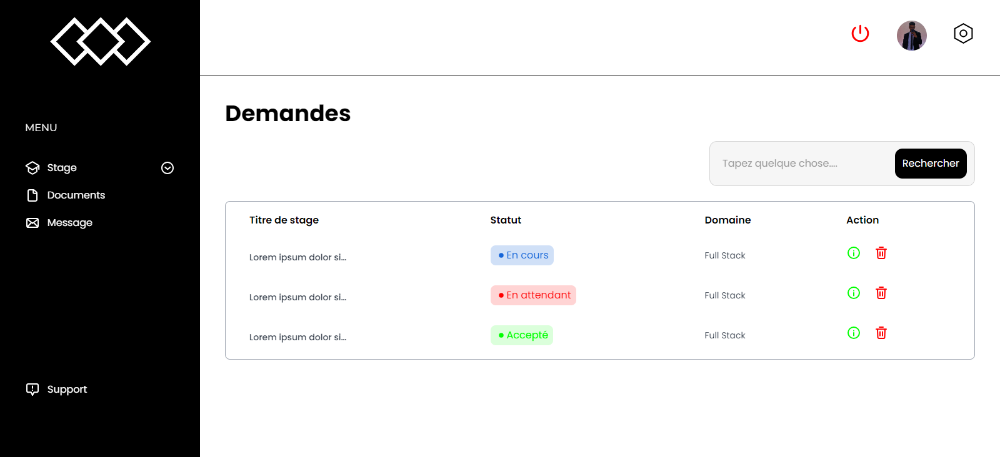 MENU
Stage
Documents
Message
Support
Demandes
Tapez quelque chose....
Rechercher
Titre de stage Statut Domaine Action
Lorem ipsum dolor si... En cours Full Stack
Lorem ipsum dolor si... En attendant Full Stack
Lorem ipsum dolor si... Accepté Full Stack